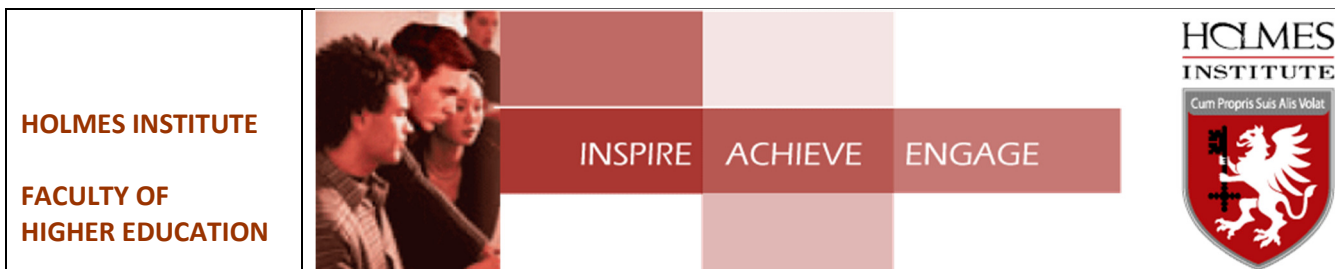 HOLMES INSTITUTE
FACULTY OF
HIGHER EDUCATION
INSPIRE ACHIEVE ENGAGE
HOLMES
INSTITUTE
Cum Propris Suis Alis Volat